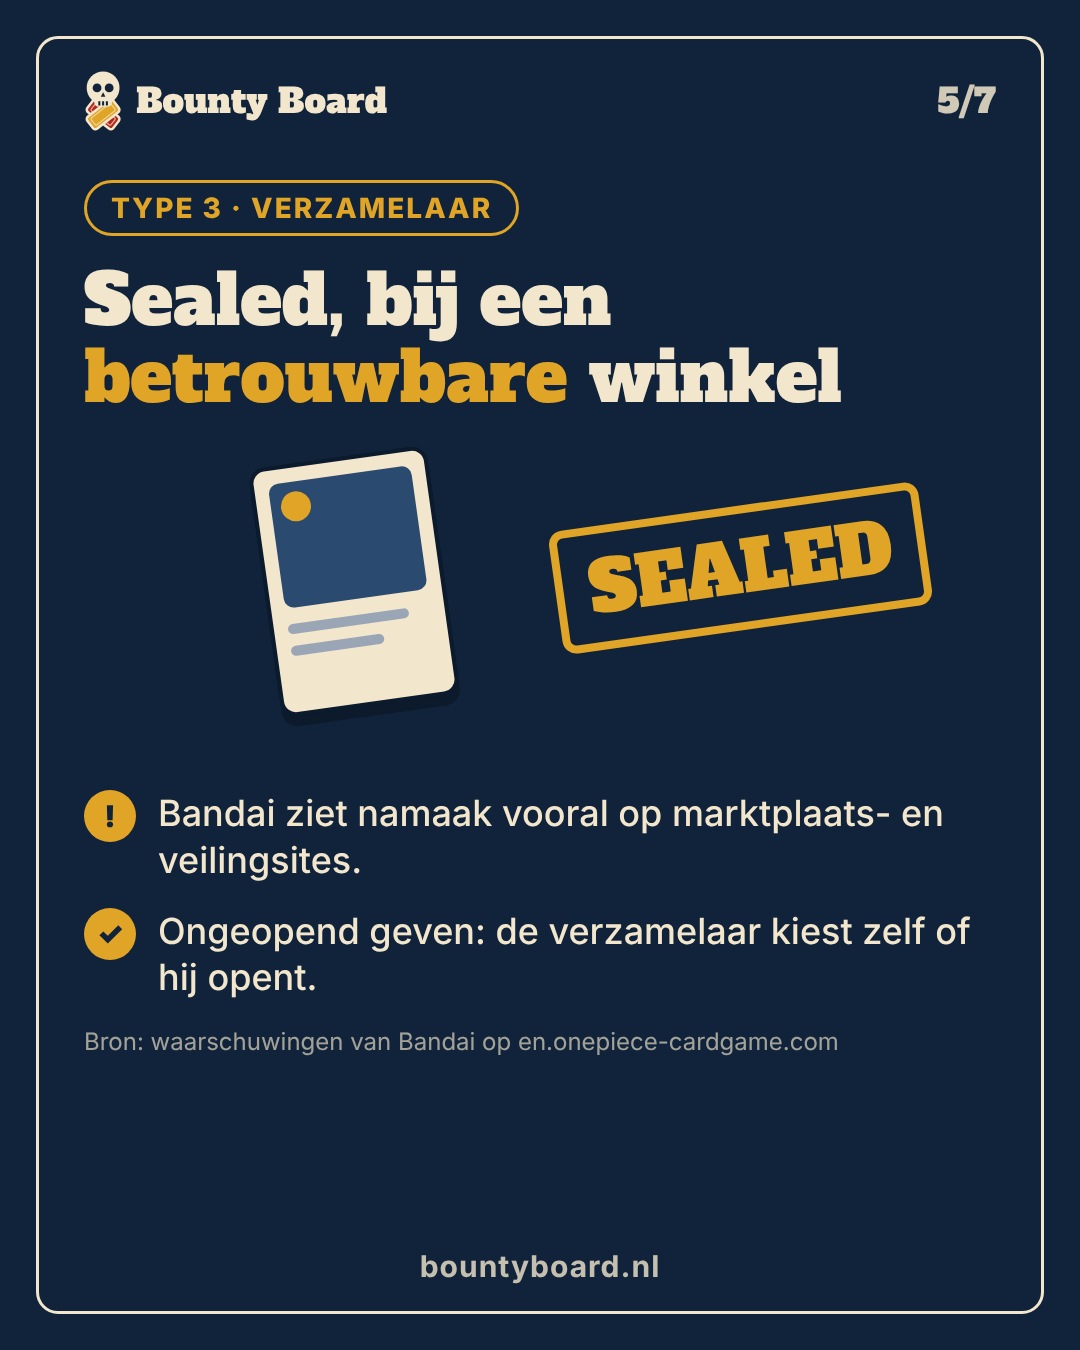 Bounty Board
5/7
TYPE 3 · VERZAMELAAR
Sealed, bij een
betrouwbare winkel
SEALED
! Bandai ziet namaak vooral op marktplaats- en
veilingsites.
Ongeopend geven: de verzamelaar kiest zelf of
hij opent.
Bron: waarschuwingen van Bandai op en.onepiece-cardgame.com
bountyboard.nl